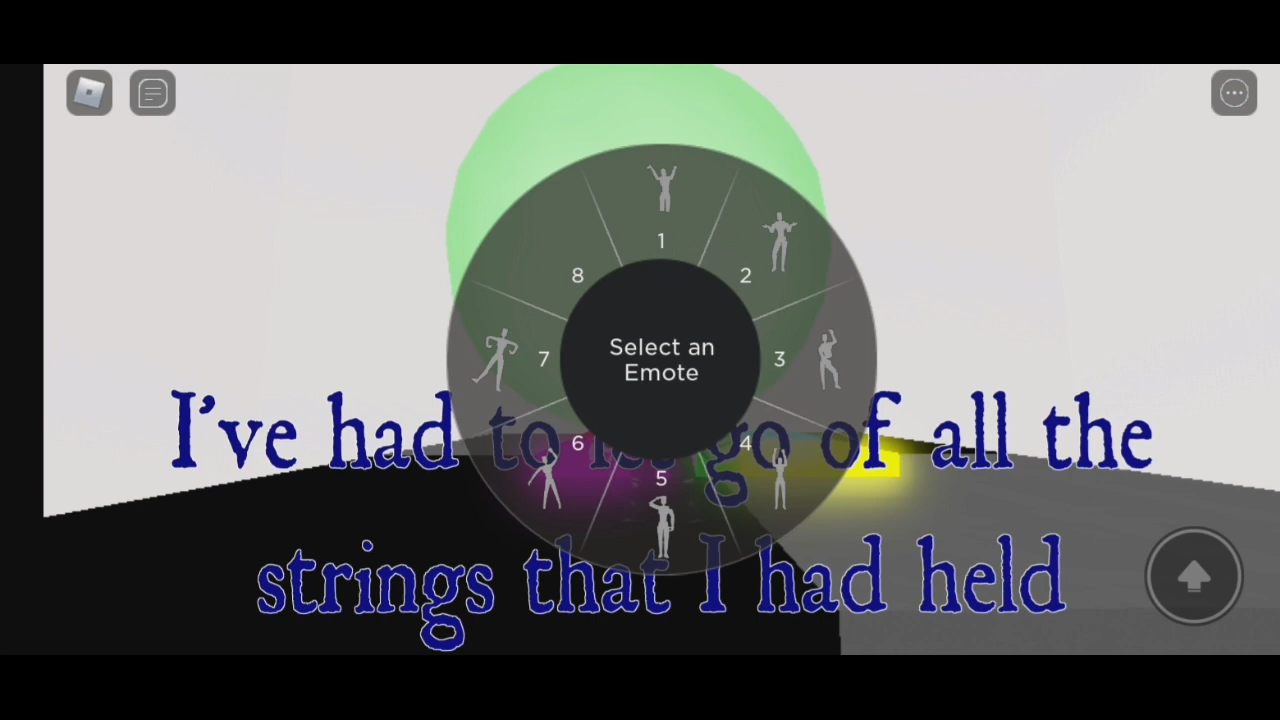 1
8
2
Select an
Emote
7
3
I've had to let go of all the
6
4
5
strings that I had held